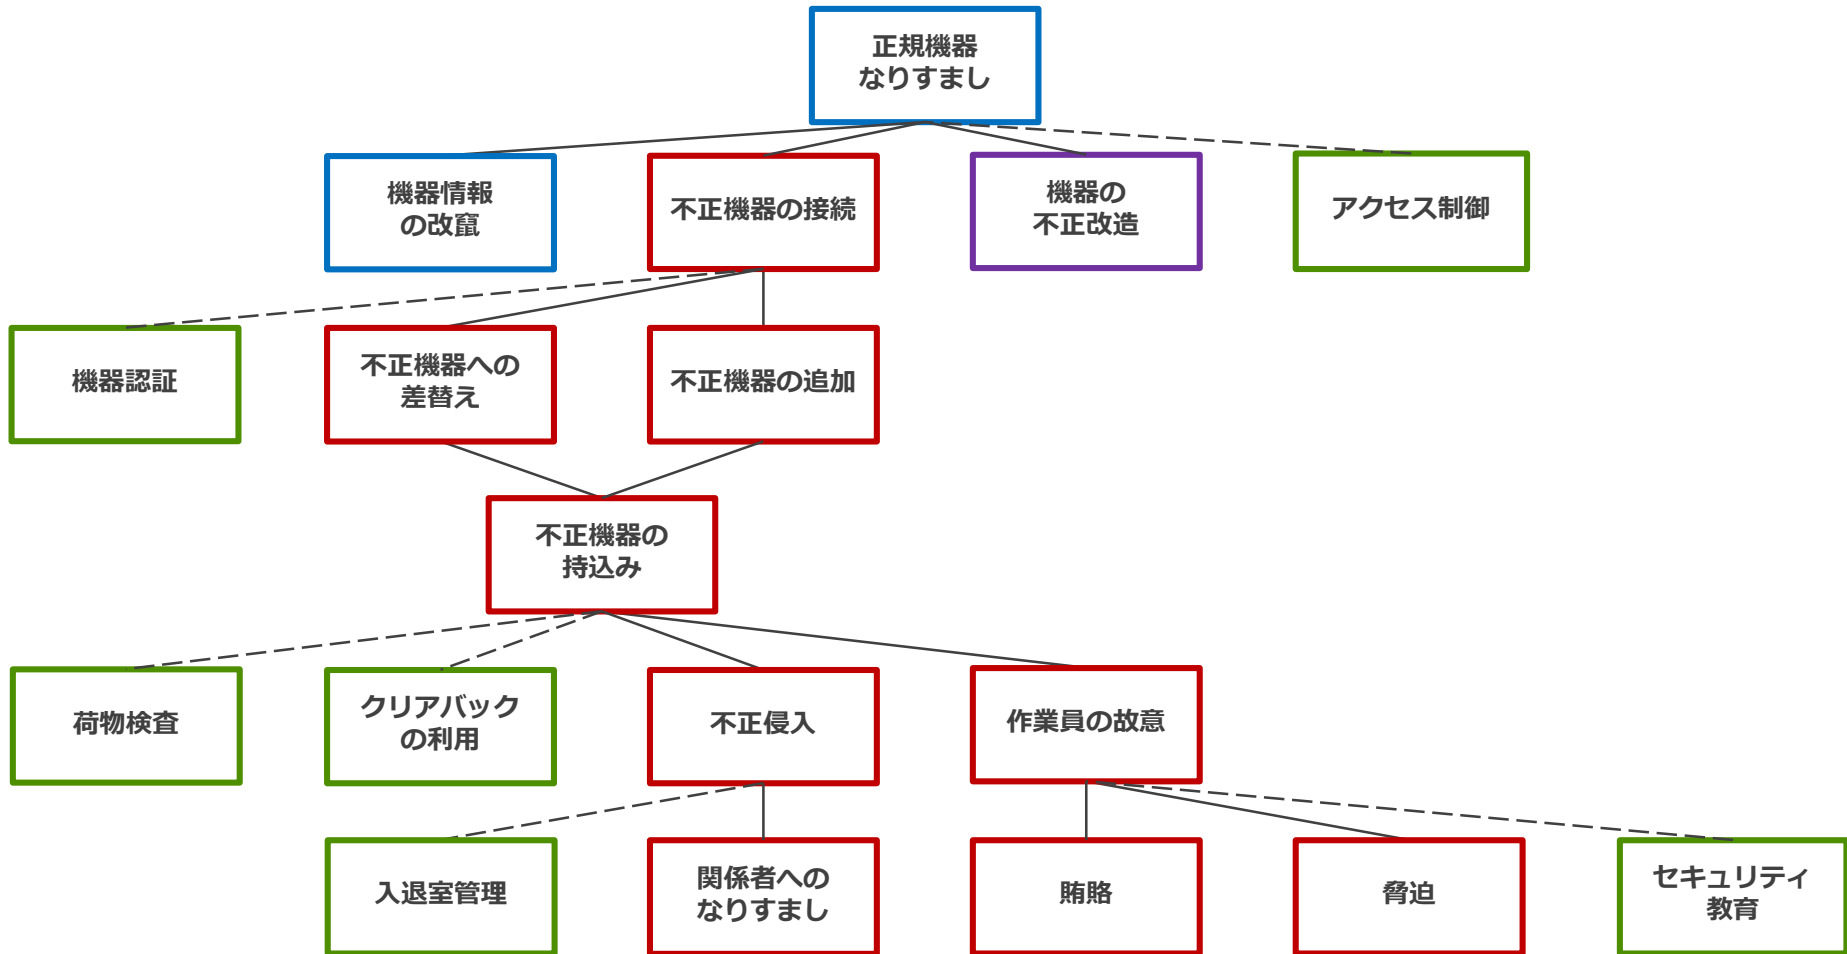 正規機器
なりすまし
機器情報
の改竄
不正機器の接続
機器の
不正改造
アクセス制御
機器認証
不正機器への
差替え
不正機器の追加
不正機器の
持込み
荷物検査
クリアバック
の利用
不正侵入
作業員の故意
入退室管理
関係者への
なりすまし
賄賂
脅迫
セキュリティ
教育